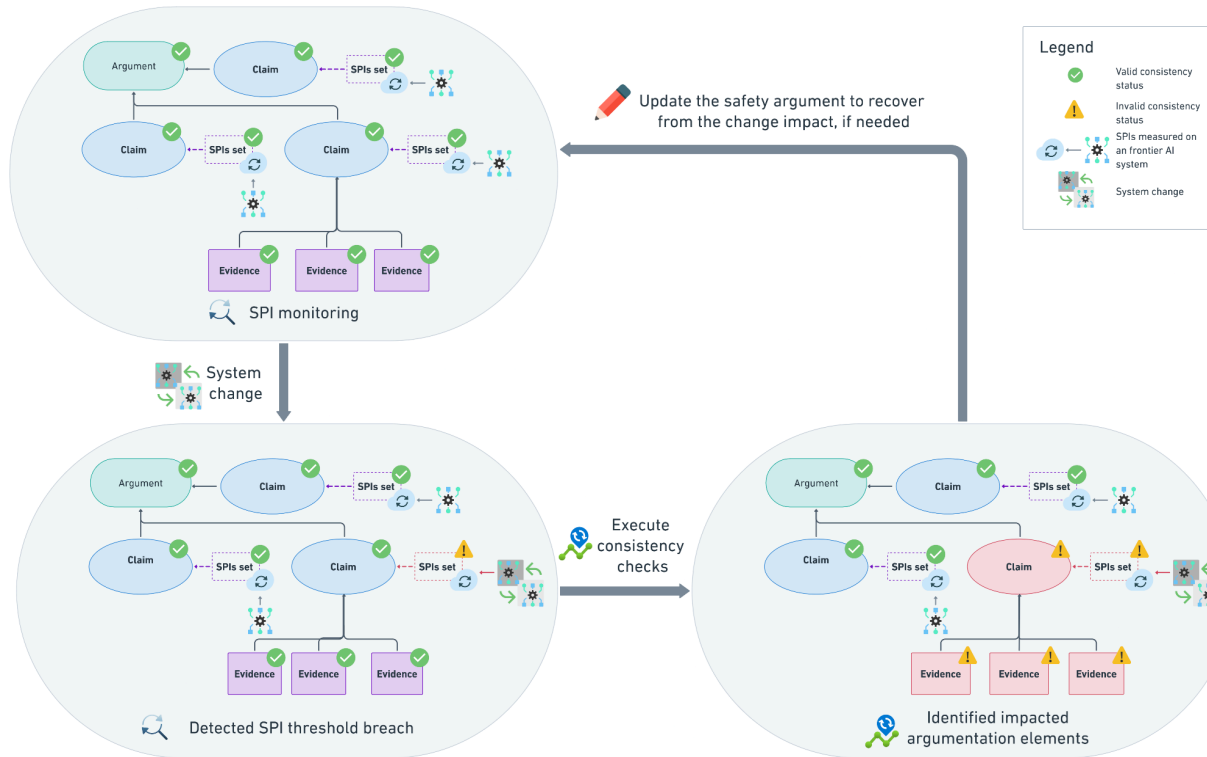 Argument
Claim
SPIs set
Claim
SPIs set
Claim
SPIs set
Evidence
Evidence
Evidence
SPI monitoring
Update the safety argument to recover
from the change impact, if needed
Legend
Valid consistency
status
Invalid consistency
status
SPIs measured on
an frontier AI
system
System change
System
change
Argument
Claim
SPIs set
Claim
SPIs set
Claim
SPIs set
Evidence
Evidence
Evidence
Detected SPI threshold breach
Execute
consistency
checks
Argument
Claim
SPIs set
Claim
SPIs set
Claim
SPIs set
Evidence
Evidence
Evidence
Identified impacted
argumentation elements